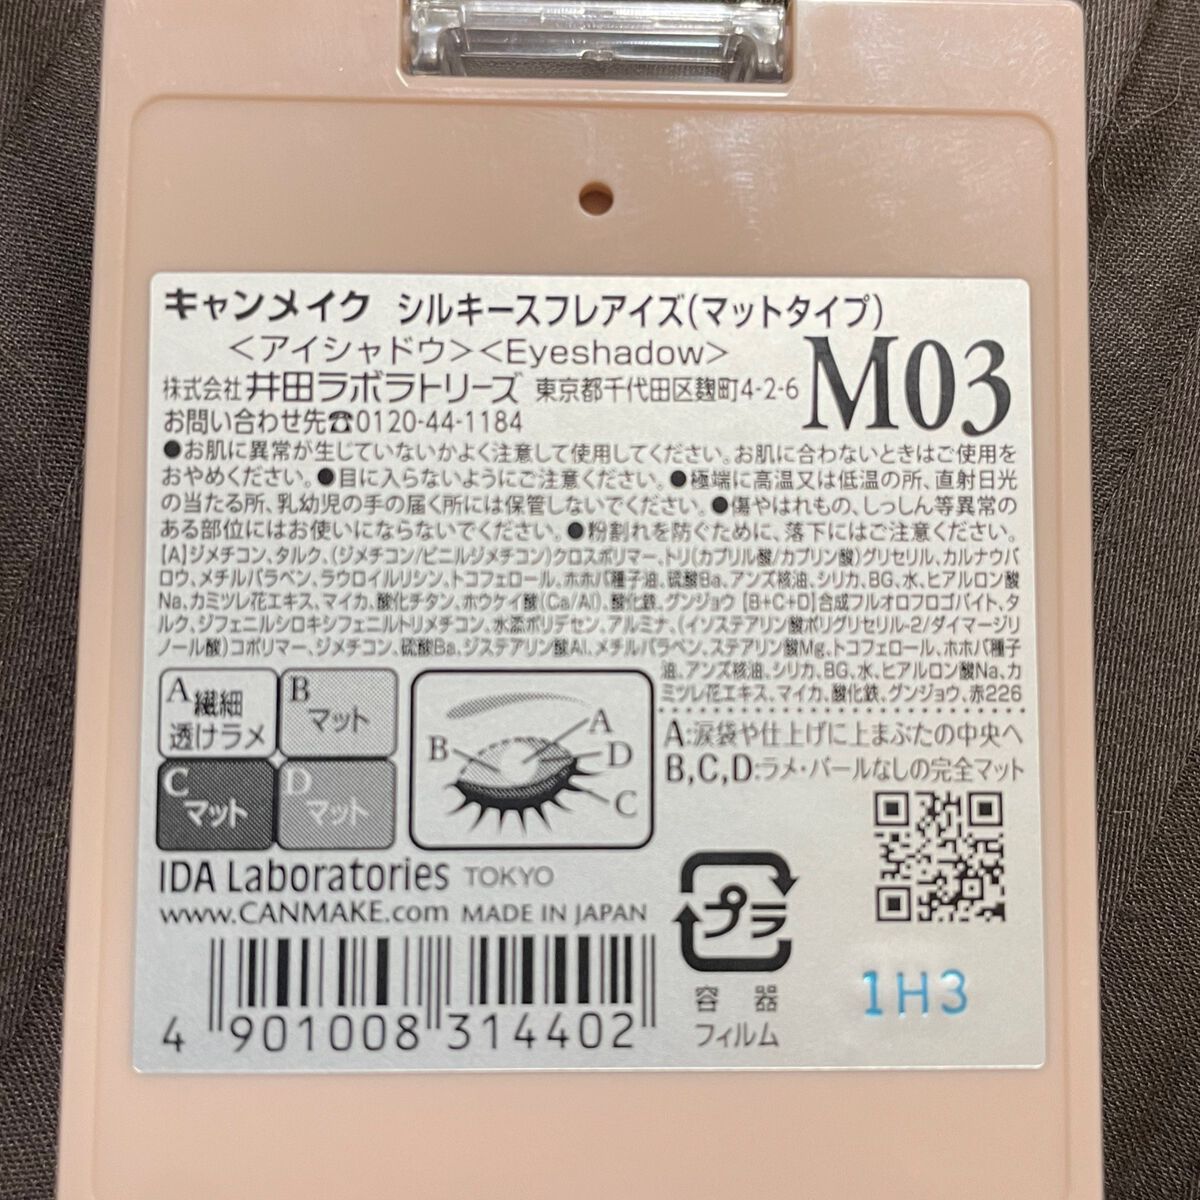 キャンメイク シルキースフレアイズ(マットタイプ)
<アイシャドウ><Eyeshadow>
M03
株式会社 井田ラボラトリーズ 東京都千代田区麹町4-2-6
お問い合わせ先☎0120-44-1184
●お肌に異常が生じていないかよく注意して使用してください。お肌に合わないときはご使用を
おやめください。●目に入らないようにご注意ください。●極端に高温又は低温の所、直射日光
の当たる所、乳幼児の手の届く所には保管しないでください。●傷やはれもの、しっしん等異常の
ある部位にはお使いにならないでください。●粉割れを防ぐために、落下にはご注意ください。
【A】ジメチコン、タルク、(ジメチコン/ビニルジメチコン)クロスポリマー、トリ(カプリル酸/カプリン酸)グリセリル、カルナウバ
ロウ、メチルパラベン、ラウロイルリシン、トコフェロール、ホホバ種子油、硫酸Ba、アンズ核油、シリカ、BG、水、ヒアルロン酸
Na、カミツレ花エキス、マイカ、酸化チタン、ホウケイ酸(Ca/Al)、酸化鉄、グンジョウ【B+C+D】合成フルオロフロゴパイト、タ
ルク、ジフェニルシロキシフェニルトリメチコン、水添ポリデセン、アルミナ、(イソステアリン酸ポリグリセリル-2/ダイマージリ
ノール酸)コポリマー、ジメチコン、硫酸Ba、ジステアリン酸Al、メチルパラベン、ステアリン酸Mg、トコフェロール、ホホバ種子
油、アンズ核油、シリカ、BG、水、ヒアルロン酸Na、カ
ミツレ花エキス、マイカ、酸化鉄、グンジョウ、赤226
A 繊細
透けラメ
B
マット
C
マット
D
マット
A
B
D
C
A:涙袋や仕上げに上まぶたの中央へ
B,C,D:ラメ・パールなしの完全マット
IDA Laboratories TOKYO
www.CANMAKE.com MADE IN JAPAN
4 901008 314402
プラ
容器
フィルム
1H3